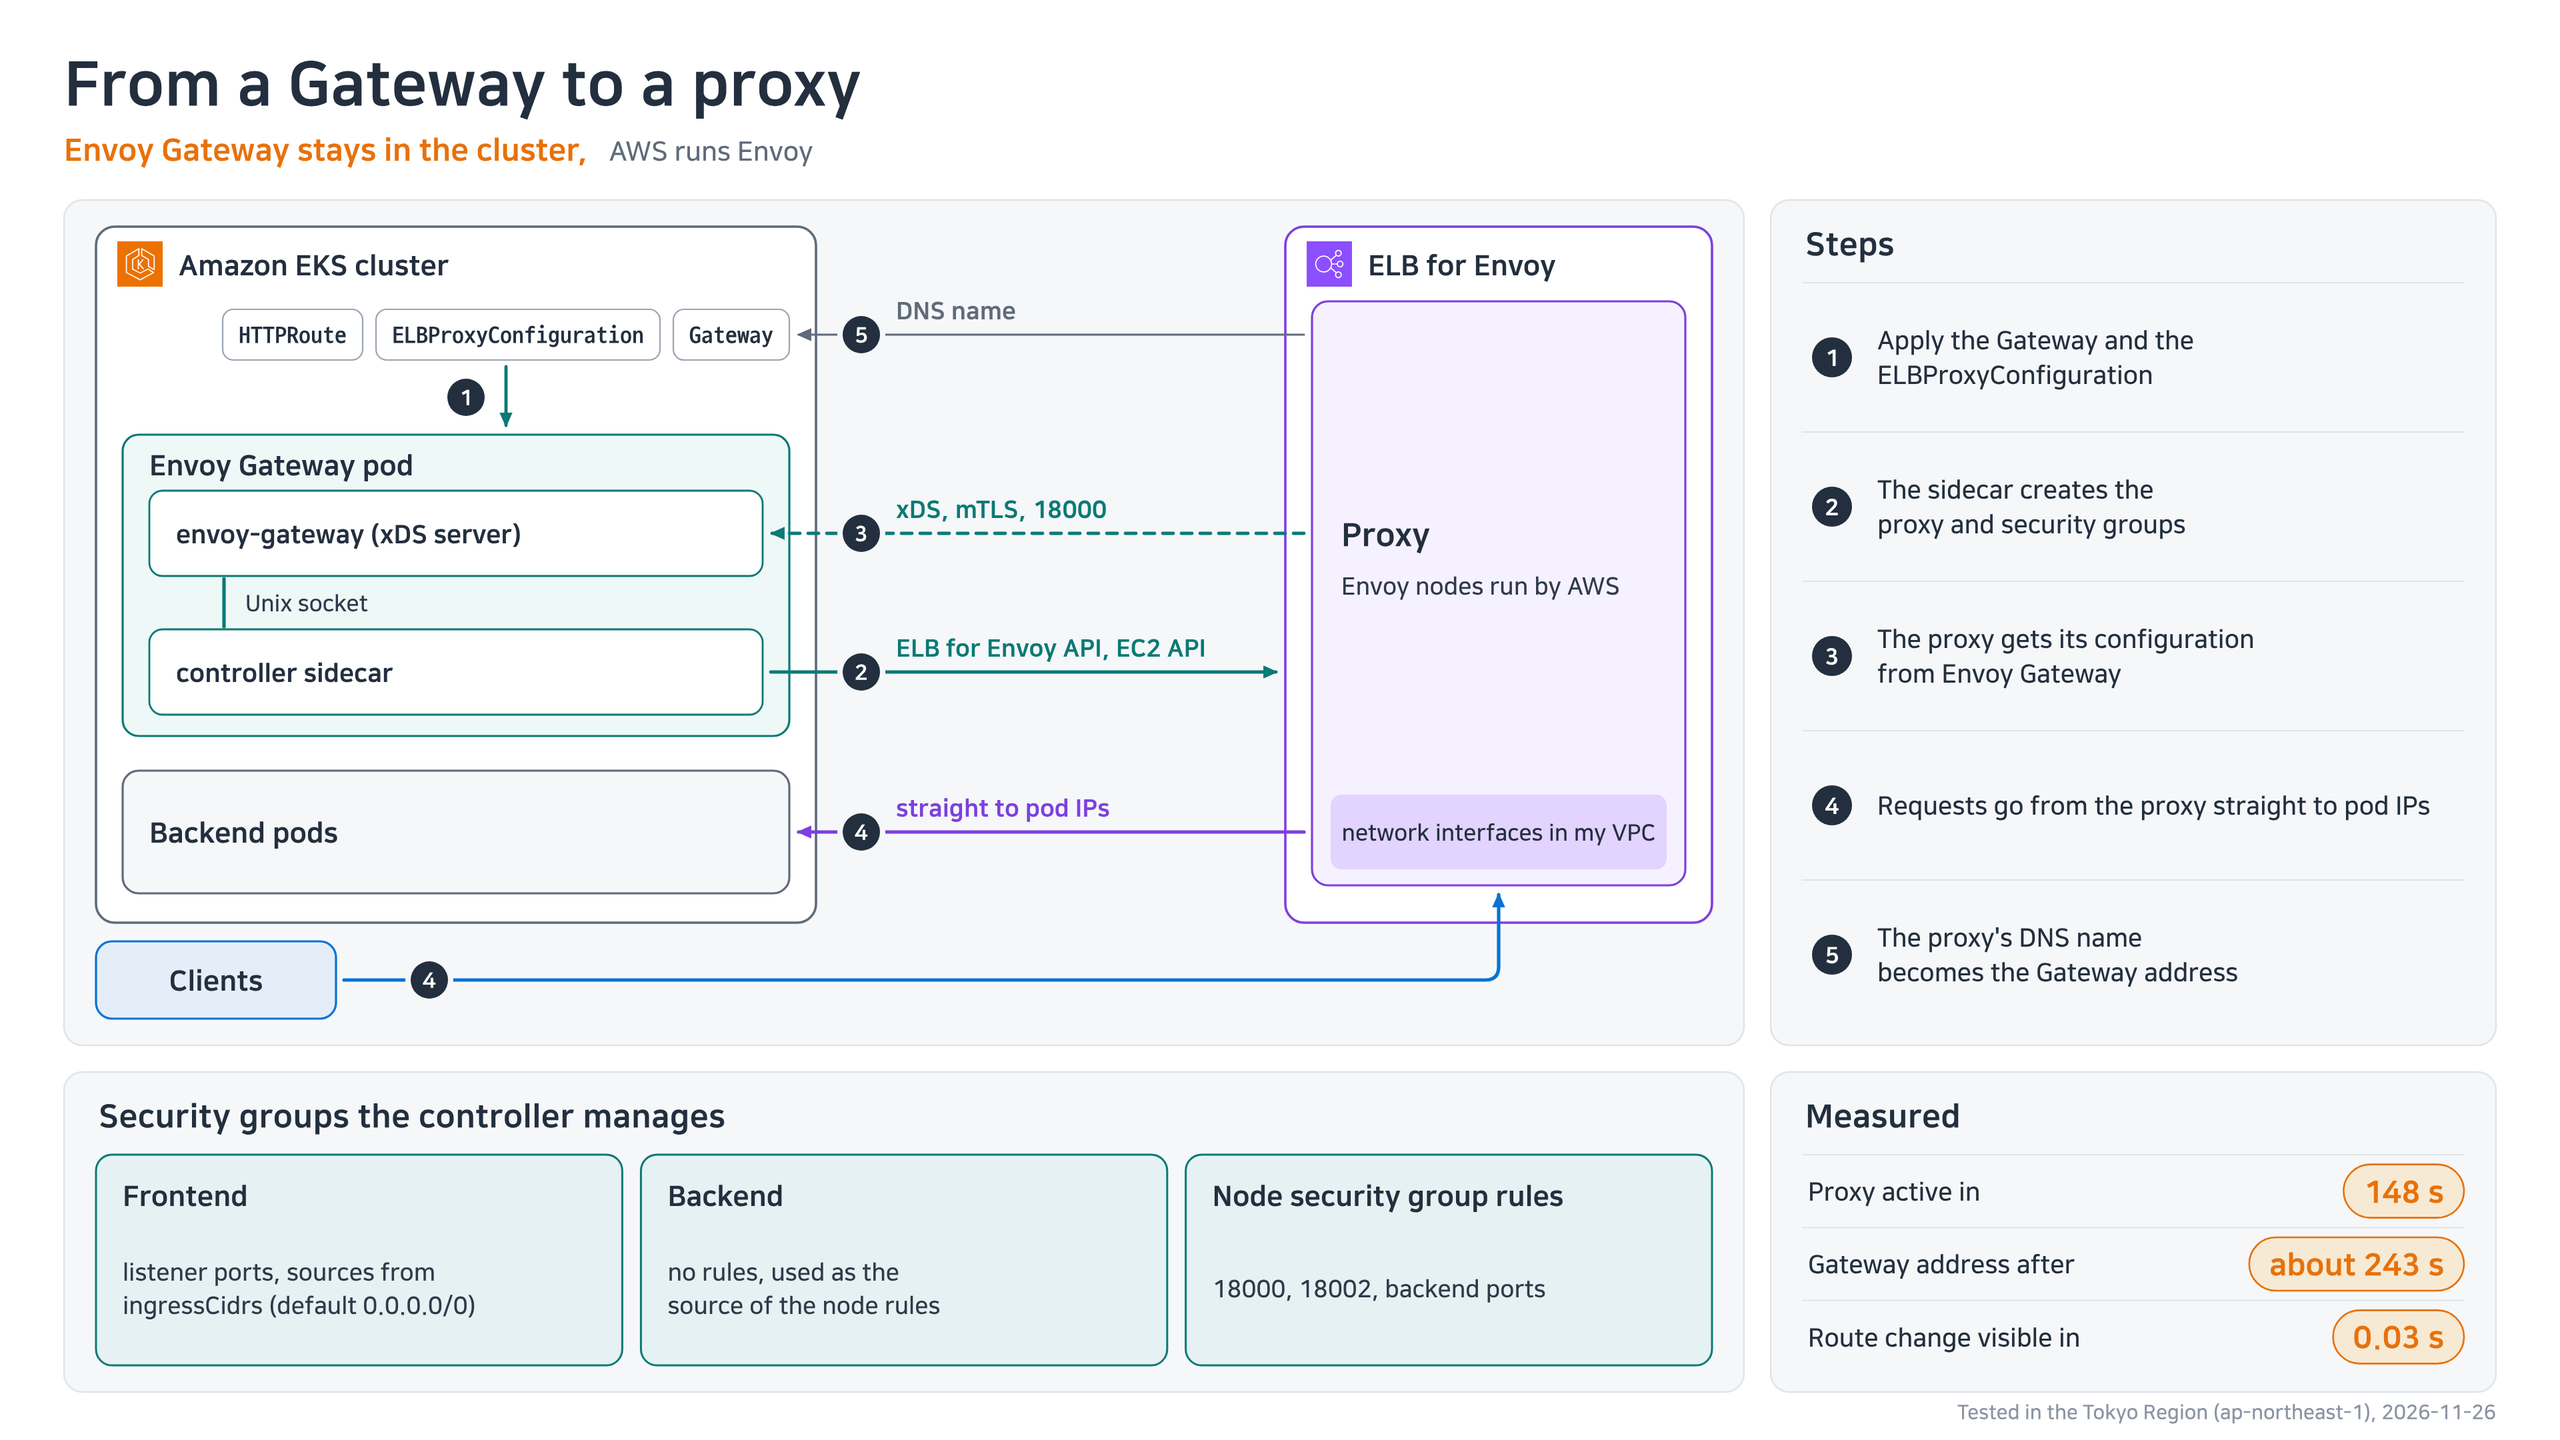 From a Gateway to a proxy
Envoy Gateway stays in the cluster, AWS runs Envoy
Amazon EKS cluster
HTTPRoute
ELBProxyConfiguration
Gateway
1
Envoy Gateway pod
envoy-gateway (xDS server)
Unix socket
controller sidecar
Backend pods
Clients
DNS name
5
xDS, mTLS, 18000
3
ELB for Envoy API, EC2 API
2
straight to pod IPs
4
4
ELB for Envoy
Proxy
Envoy nodes run by AWS
network interfaces in my VPC
Steps
1
Apply the Gateway and the
ELBProxyConfiguration
2
The sidecar creates the
proxy and security groups
3
The proxy gets its configuration
from Envoy Gateway
4
Requests go from the proxy straight to pod IPs
5
The proxy's DNS name
becomes the Gateway address
Security groups the controller manages
Frontend
listener ports, sources from
ingressCidrs (default 0.0.0.0/0)
Backend
no rules, used as the
source of the node rules
Node security group rules
18000, 18002, backend ports
Measured
Proxy active in 148 s
Gateway address after about 243 s
Route change visible in 0.03 s
Tested in the Tokyo Region (ap-northeast-1), 2026-11-26